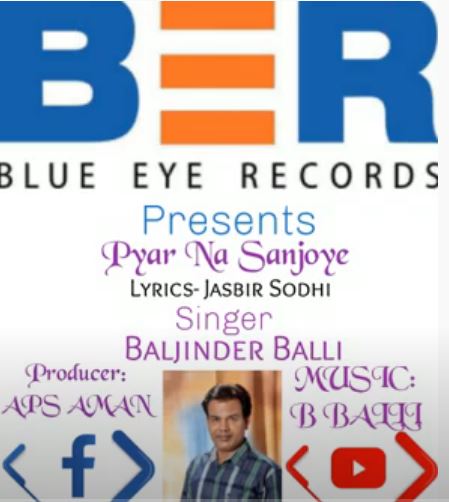 BER
BLUE EYE RECORDS
Presents
Pyar Na Sanjoye
LYRICS- JASBIR SODHI
Singer
BALJINDER BALLI
Producer:
APS AMAN
MUSIC:
B BALLI
f